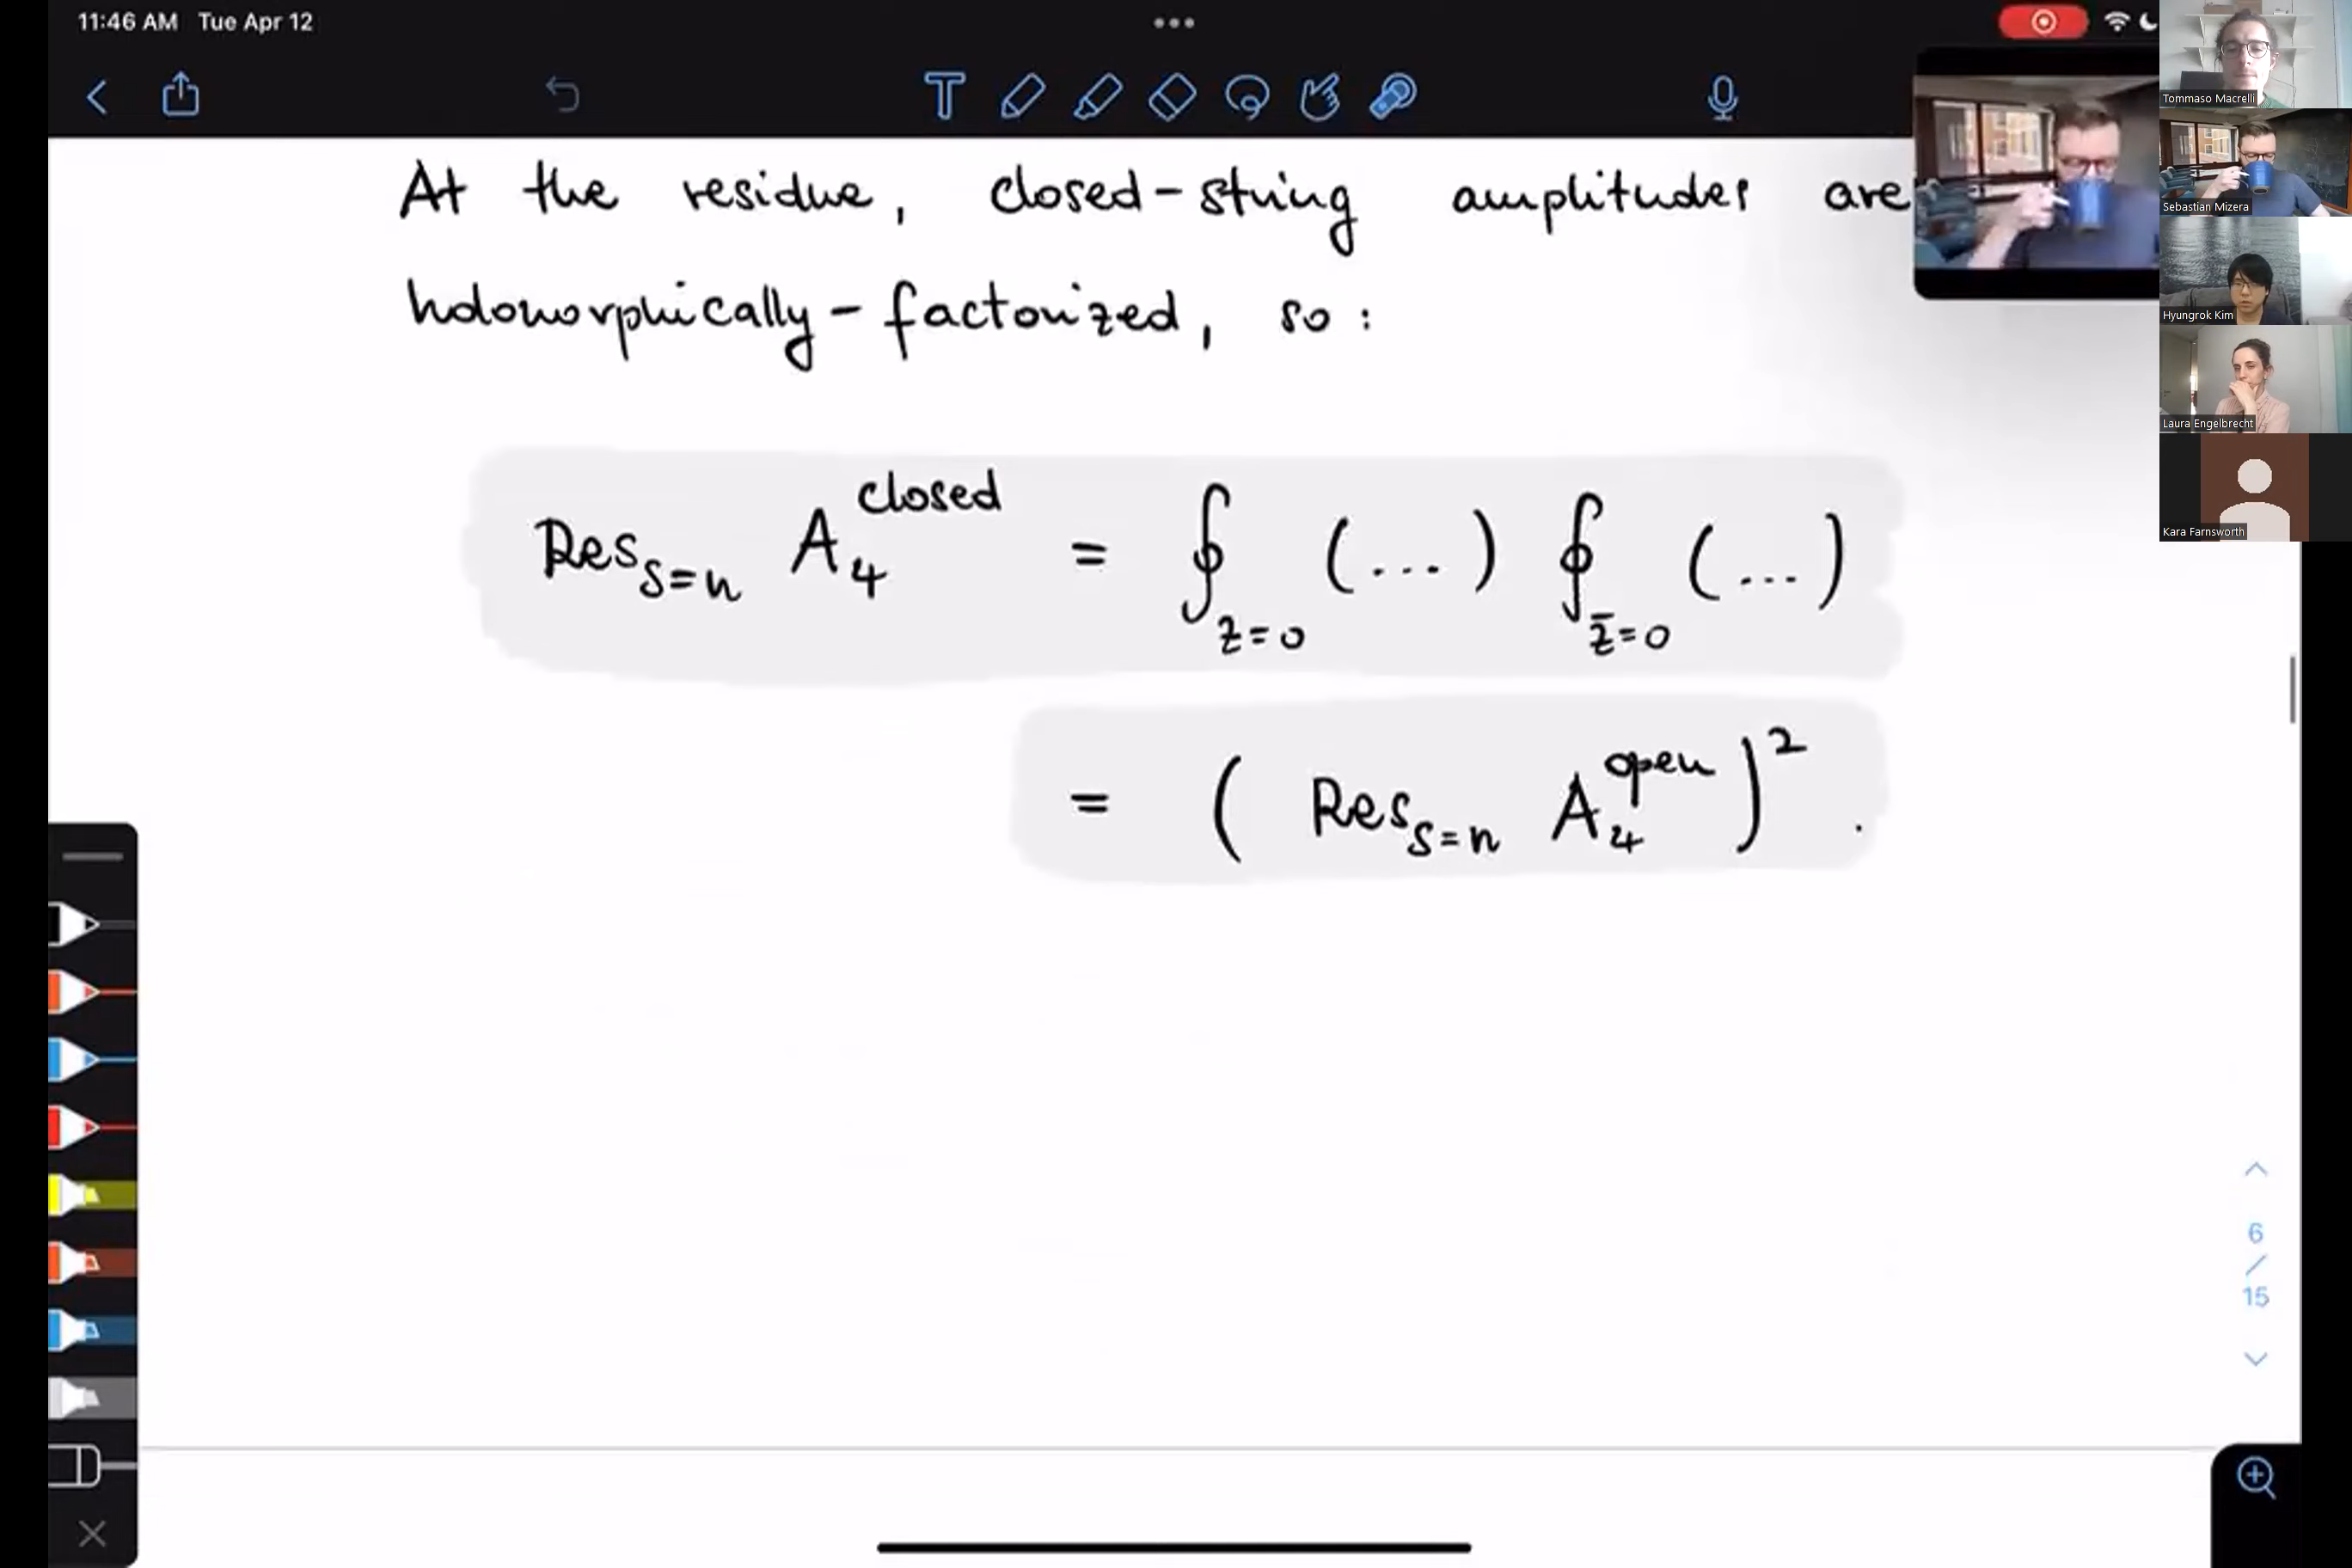 11:46 AM Tue Apr 12
At the residue, closed-string amplitudes are
holomorphically-factorized, so:
Res_{s=n} A_4^{closed} = ∮_{z=0} (...) ∮_{z̄=0} (...)
= ( Res_{s=n} A_4^{open} )^2 .
Tommaso Macrelli
Sebastian Mizera
Hyungrok Kim
Laura Engelbrecht
Kara Farnsworth
6
/
15